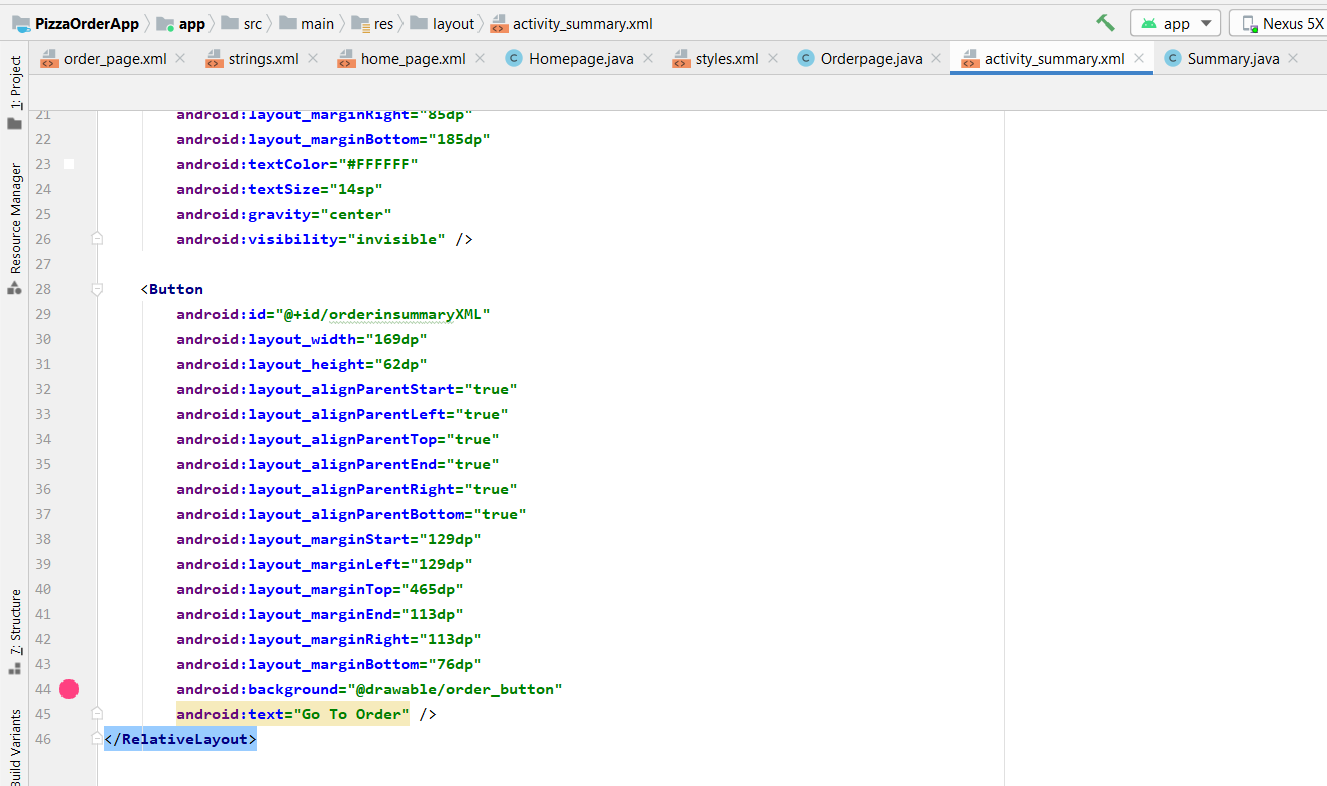 PizzaOrderApp app src main res layout activity_summary.xml app Nexus 5X
order_page.xml strings.xml home_page.xml Homepage.java styles.xml Orderpage.java activity_summary.xml Summary.java
1: Project
Resource Manager
7: Structure
Build Variants
21 android:layout_marginRight="85dp"
22 android:layout_marginBottom="185dp"
23 android:textColor="#FFFFFF"
24 android:textSize="14sp"
25 android:gravity="center"
26 android:visibility="invisible" />
27
28 <Button
29 android:id="@+id/orderinsummaryXML"
30 android:layout_width="169dp"
31 android:layout_height="62dp"
32 android:layout_alignParentStart="true"
33 android:layout_alignParentLeft="true"
34 android:layout_alignParentTop="true"
35 android:layout_alignParentEnd="true"
36 android:layout_alignParentRight="true"
37 android:layout_alignParentBottom="true"
38 android:layout_marginStart="129dp"
39 android:layout_marginLeft="129dp"
40 android:layout_marginTop="465dp"
41 android:layout_marginEnd="113dp"
42 android:layout_marginRight="113dp"
43 android:layout_marginBottom="76dp"
44 android:background="@drawable/order_button"
45 android:text="Go To Order" />
46 </RelativeLayout>